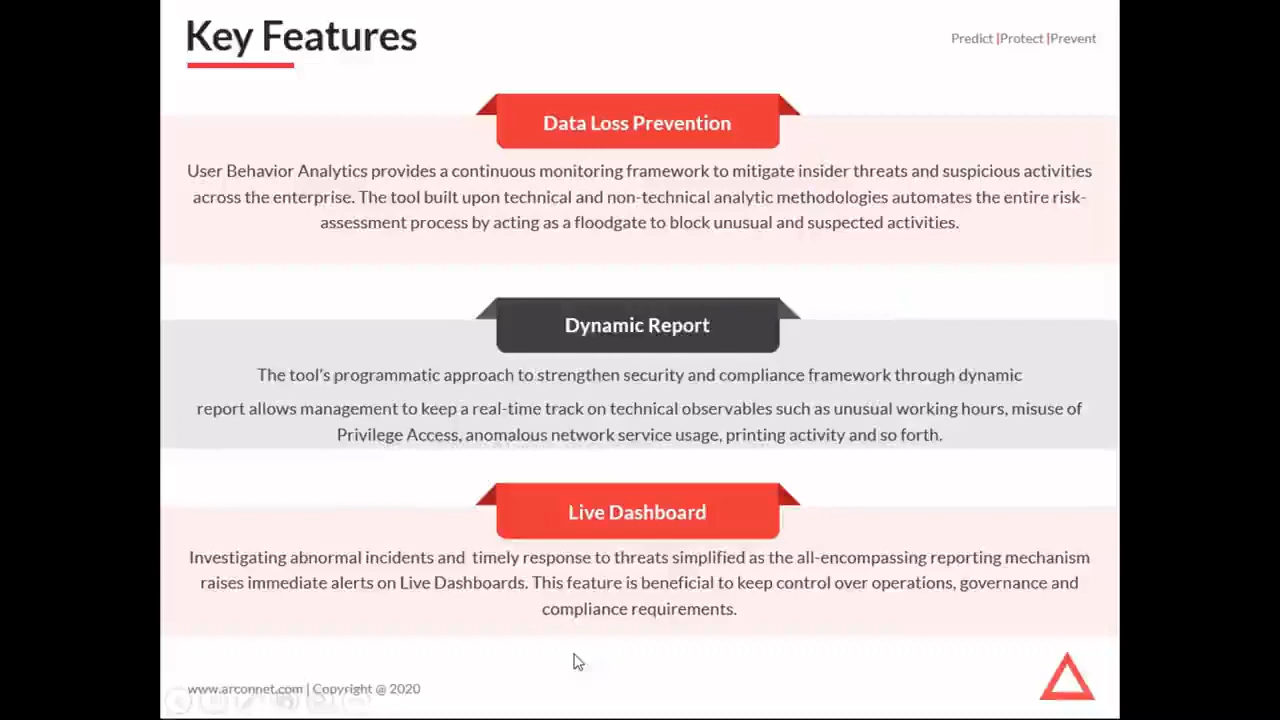 Key Features
Predict |Protect |Prevent
Data Loss Prevention
User Behavior Analytics provides a continuous monitoring framework to mitigate insider threats and suspicious activities
across the enterprise. The tool built upon technical and non-technical analytic methodologies automates the entire risk-
assessment process by acting as a floodgate to block unusual and suspected activities.
Dynamic Report
The tool's programmatic approach to strengthen security and compliance framework through dynamic
report allows management to keep a real-time track on technical observables such as unusual working hours, misuse of
Privilege Access, anomalous network service usage, printing activity and so forth.
Live Dashboard
Investigating abnormal incidents and timely response to threats simplified as the all-encompassing reporting mechanism
raises immediate alerts on Live Dashboards. This feature is beneficial to keep control over operations, governance and
compliance requirements.
www.arconnet.com | Copyright @ 2020